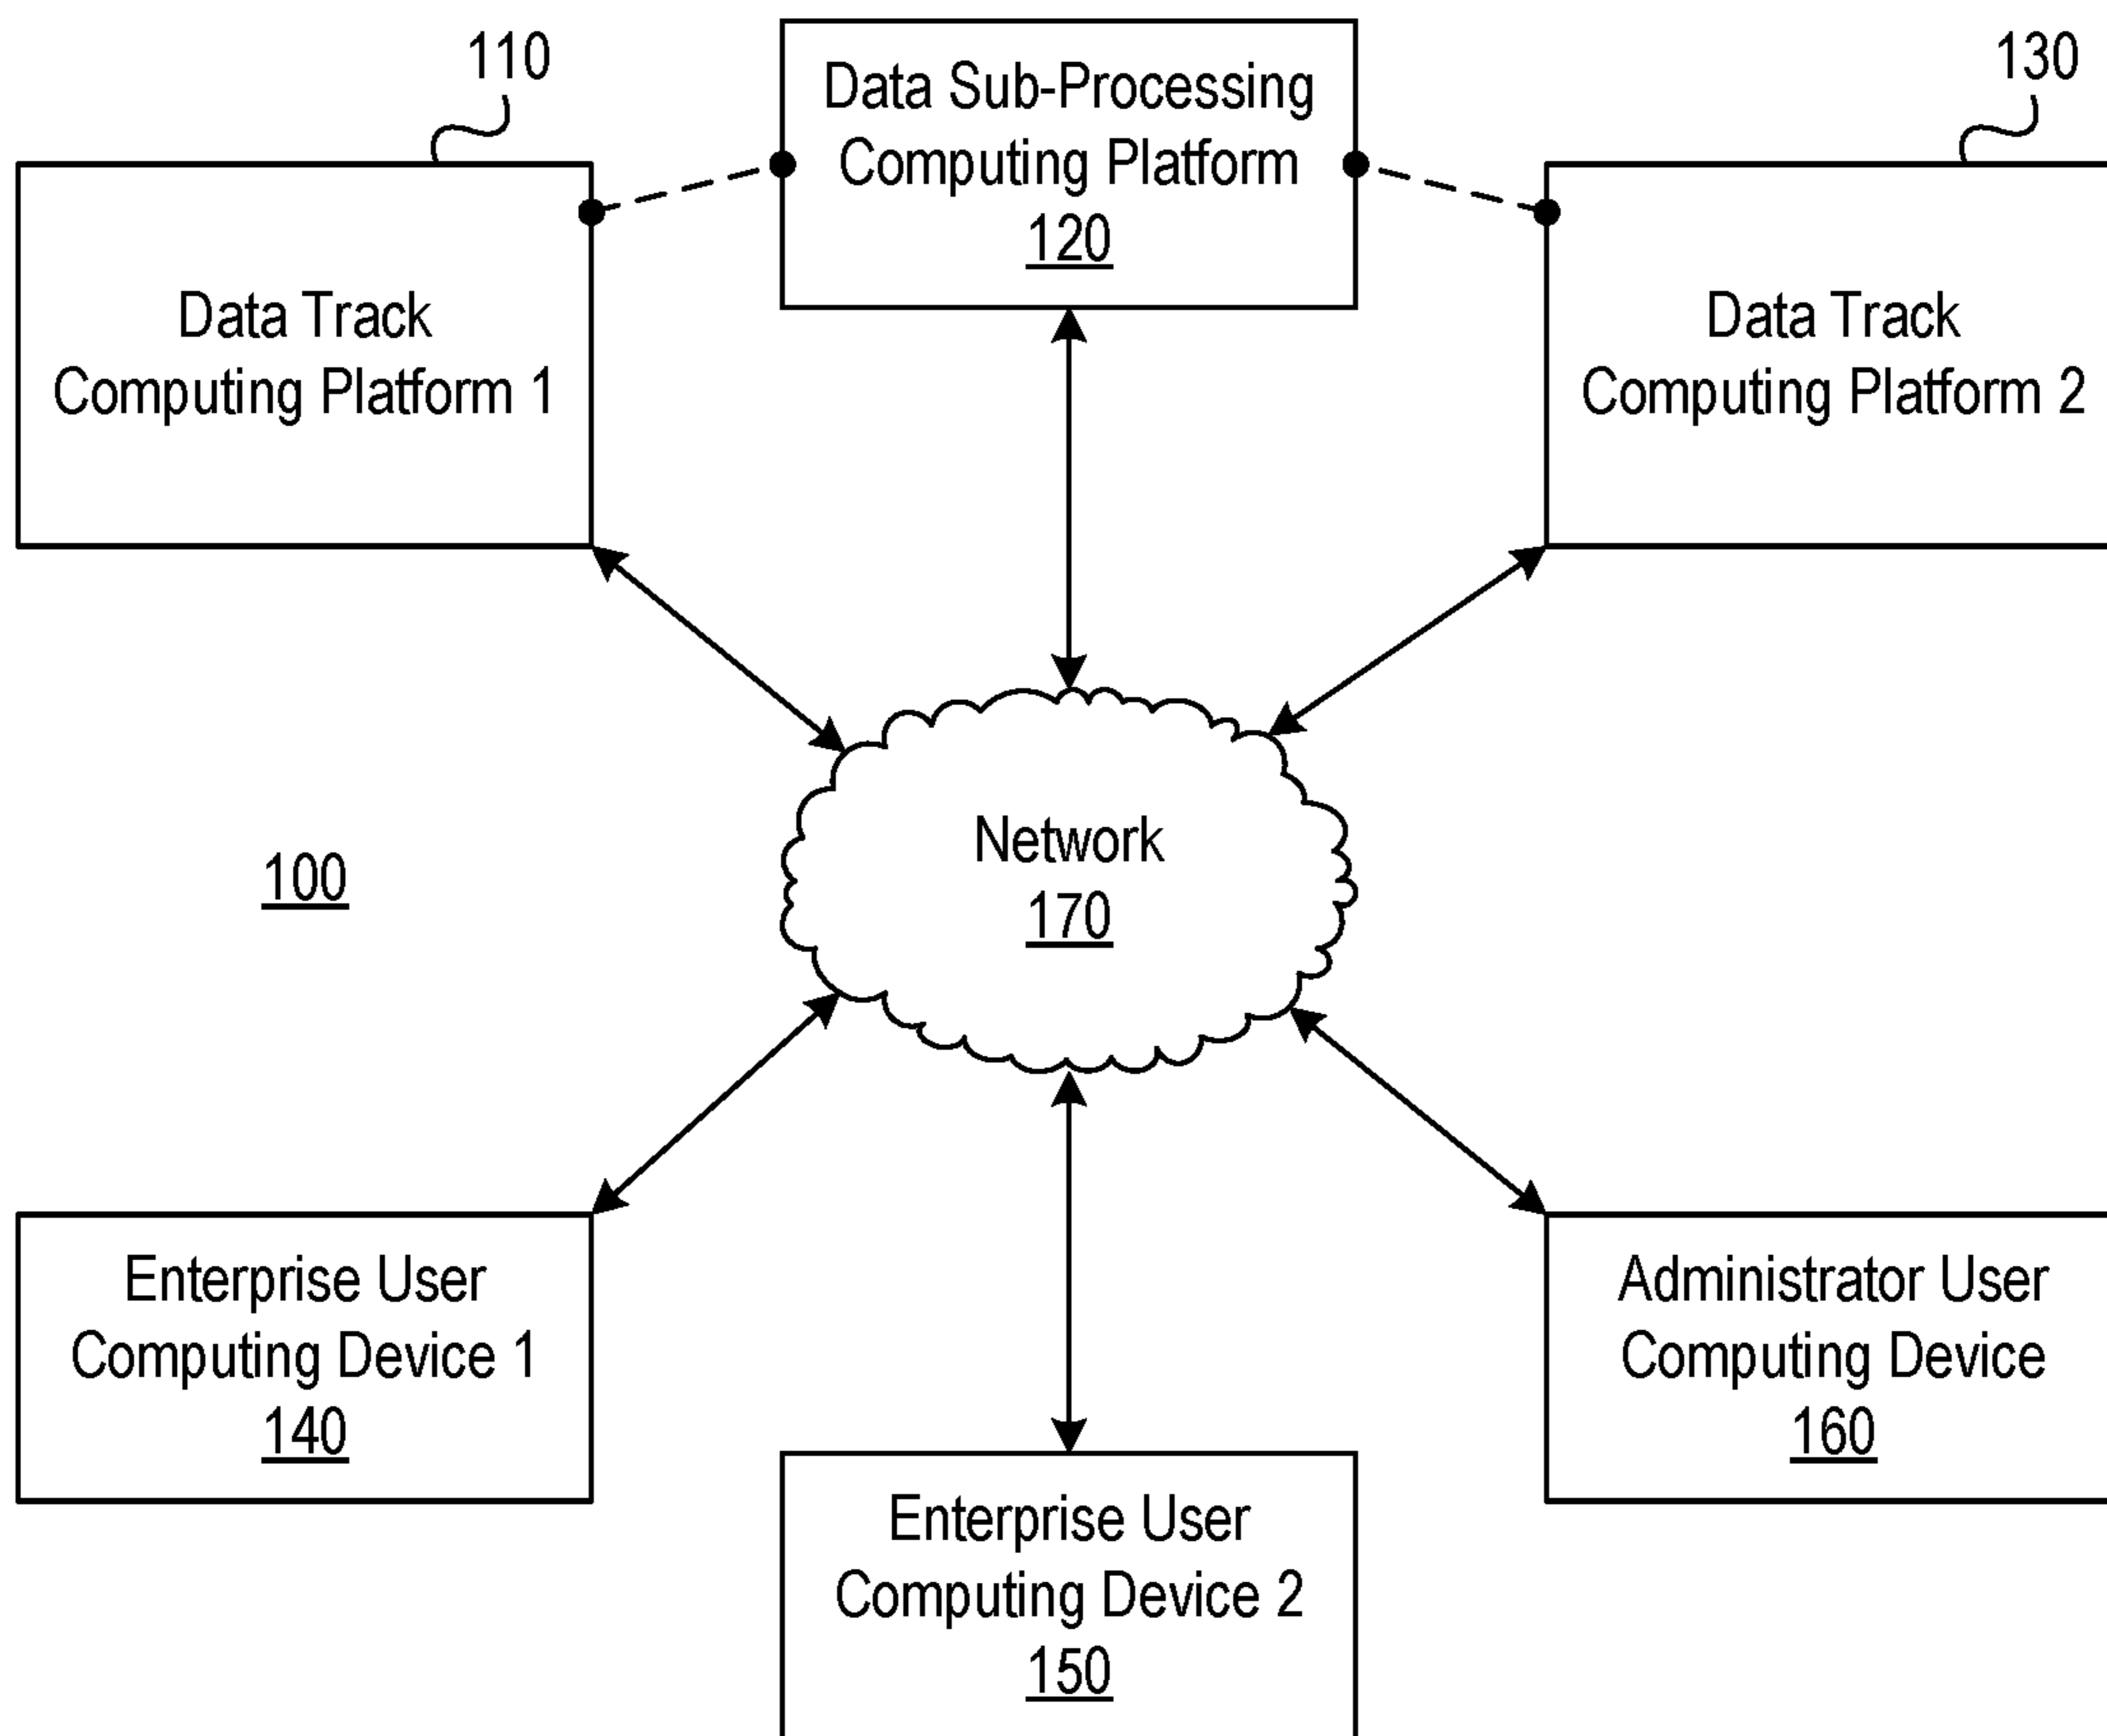 110
Data Sub-Processing
Computing Platform
120
130
Data Track
Computing Platform 1
Data Track
Computing Platform 2
Network
170
100
Enterprise User
Computing Device 1
140
Administrator User
Computing Device
160
Enterprise User
Computing Device 2
150